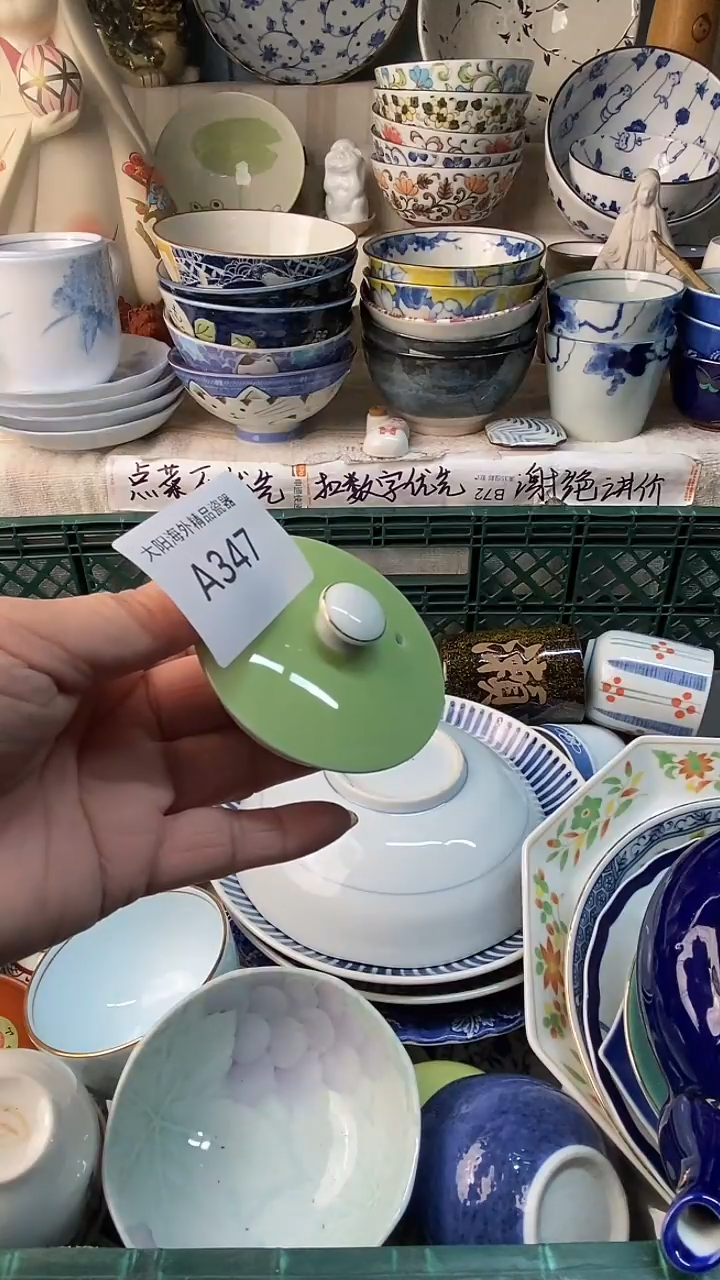 点菜
优先
扣数字优先
B72
谢绝讲价
大阳海外精品瓷器
A347
瀬